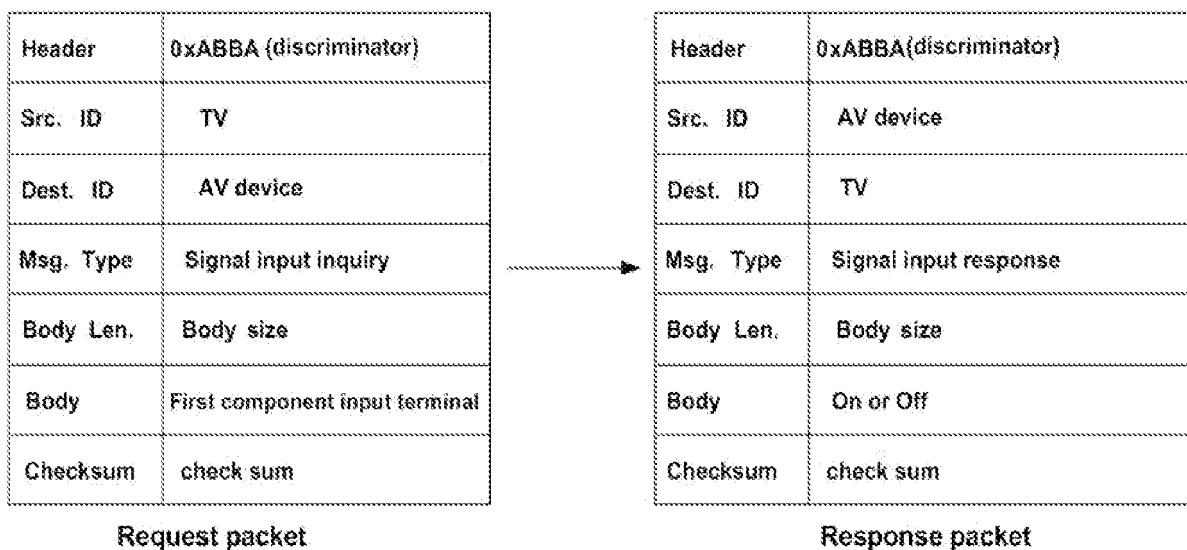 Header 0xABBA (discriminator)
Src. ID TV
Dest. ID AV device
Msg. Type Signal input inquiry
Body Len. Body size
Body First component input terminal
Checksum check sum
Request packet
Header 0xABBA(discriminator)
Src. ID AV device
Dest. ID TV
Msg. Type Signal input response
Body Len. Body size
Body On or Off
Checksum check sum
Response packet